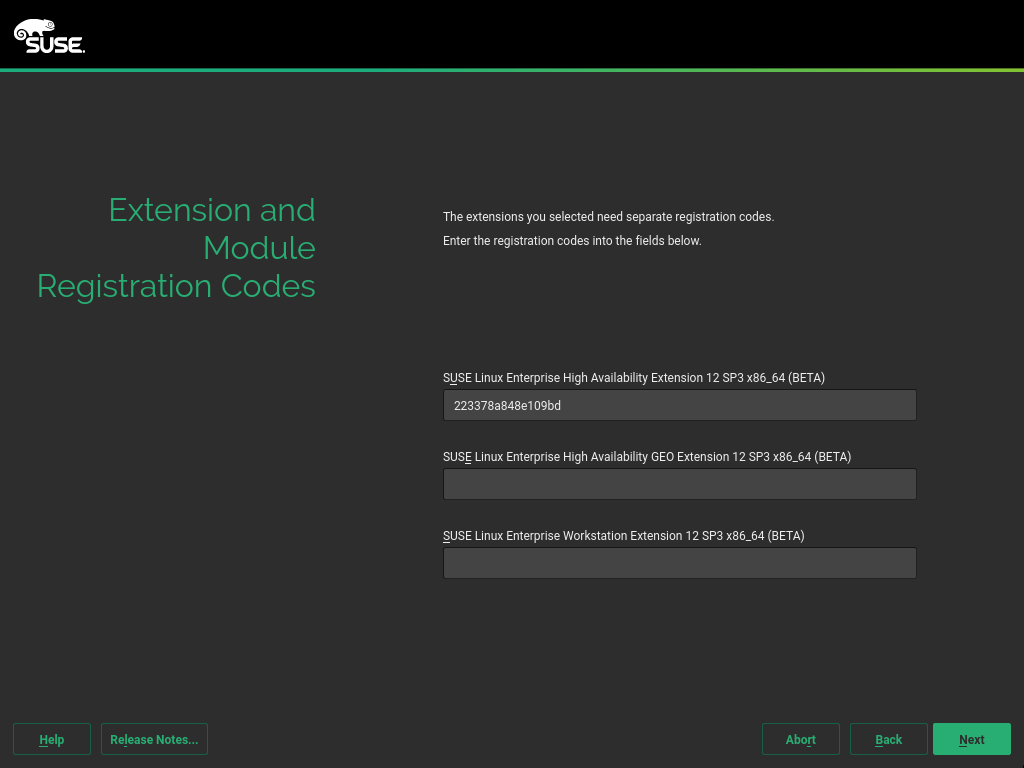 SUSE
Extension and
Module
Registration Codes
The extensions you selected need separate registration codes.
Enter the registration codes into the fields below.
SUSE Linux Enterprise High Availability Extension 12 SP3 x86_64 (BETA)
223378a848e109bd
SUSE Linux Enterprise High Availability GEO Extension 12 SP3 x86_64 (BETA)
SUSE Linux Enterprise Workstation Extension 12 SP3 x86_64 (BETA)
Help Release Notes... Abort Back Next